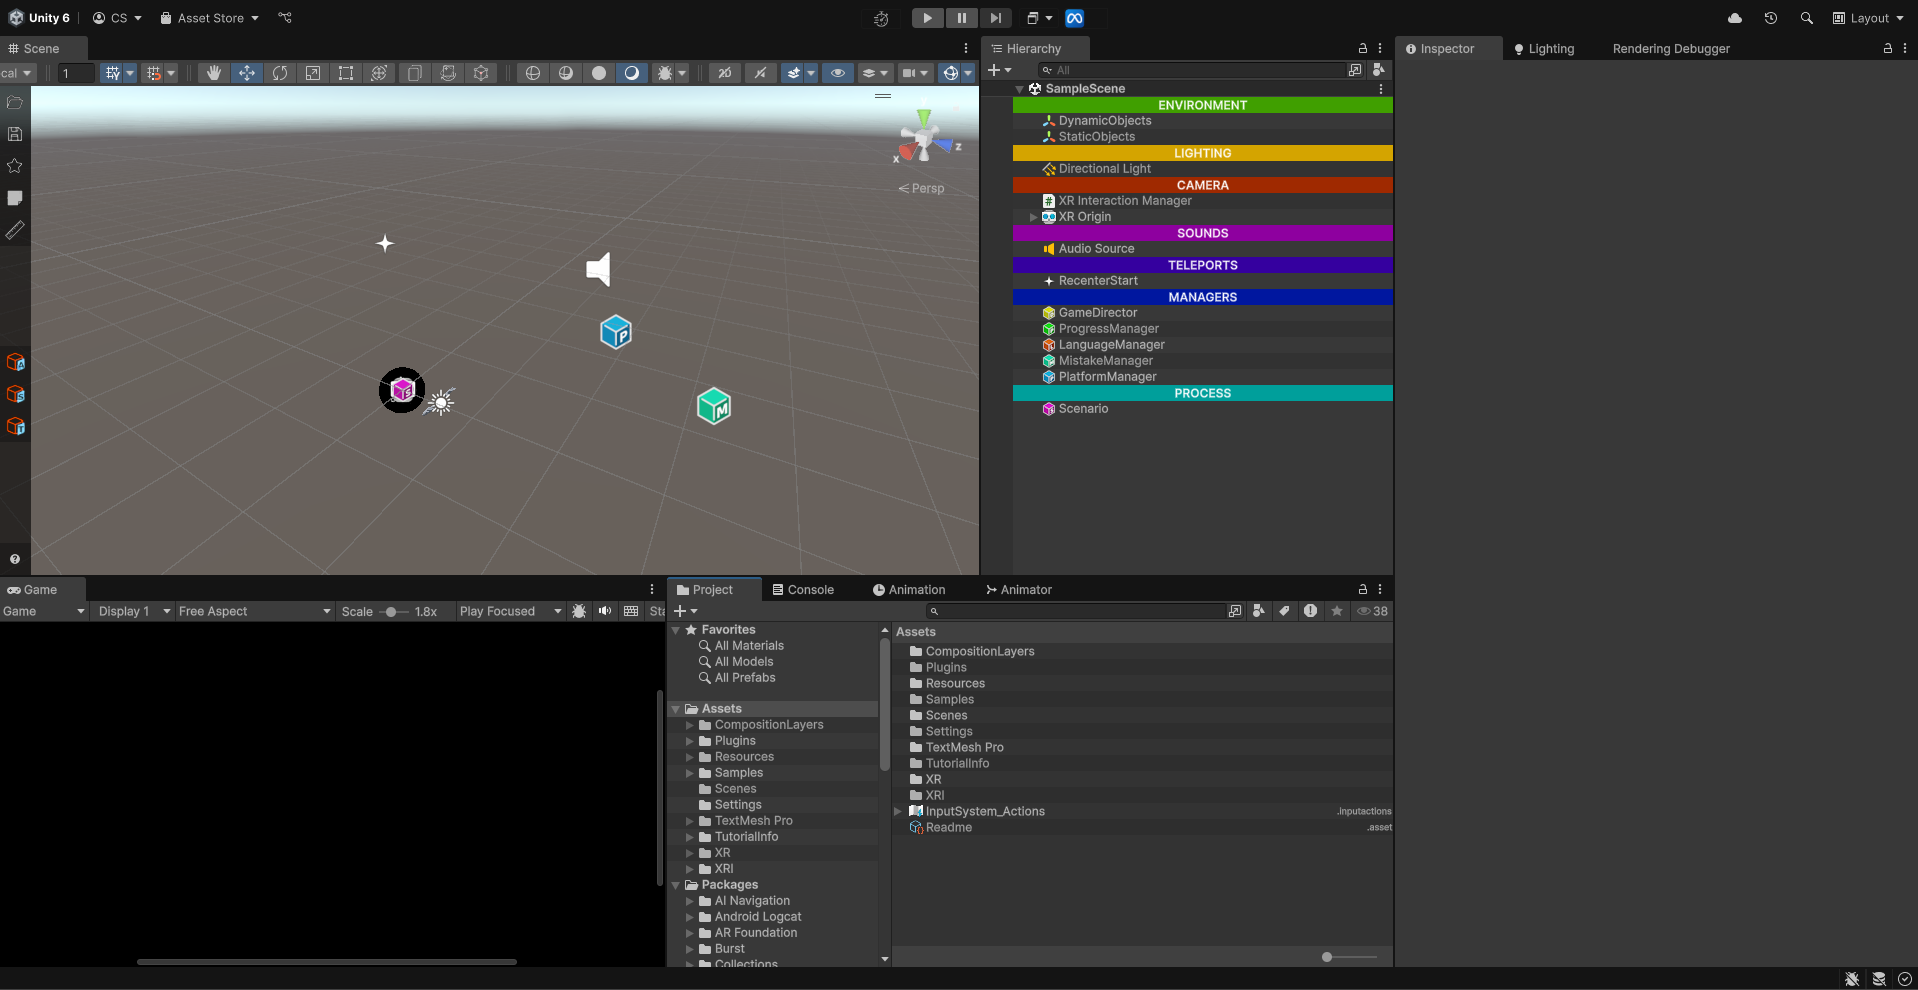 Unity 6 CS Asset Store Layout
Scene
cal 1 2D
x z
Persp
P
M
Hierarchy
All
SampleScene
ENVIRONMENT
DynamicObjects
StaticObjects
LIGHTING
Directional Light
CAMERA
XR Interaction Manager
XR Origin
SOUNDS
Audio Source
TELEPORTS
RecenterStart
MANAGERS
GameDirector
ProgressManager
LanguageManager
MistakeManager
PlatformManager
PROCESS
Scenario
Inspector Lighting Rendering Debugger
Game
Game Display 1 Free Aspect Scale 1.8x Play Focused Sta
Project Console Animation Animator
38
Favorites
All Materials
All Models
All Prefabs
Assets
CompositionLayers
Plugins
Resources
Samples
Scenes
Settings
TextMesh Pro
TutorialInfo
XR
XRI
Packages
AI Navigation
Android Logcat
AR Foundation
Burst
Collections
Assets
CompositionLayers
Plugins
Resources
Samples
Scenes
Settings
TextMesh Pro
TutorialInfo
XR
XRI
InputSystem_Actions .inputactions
Readme .asset